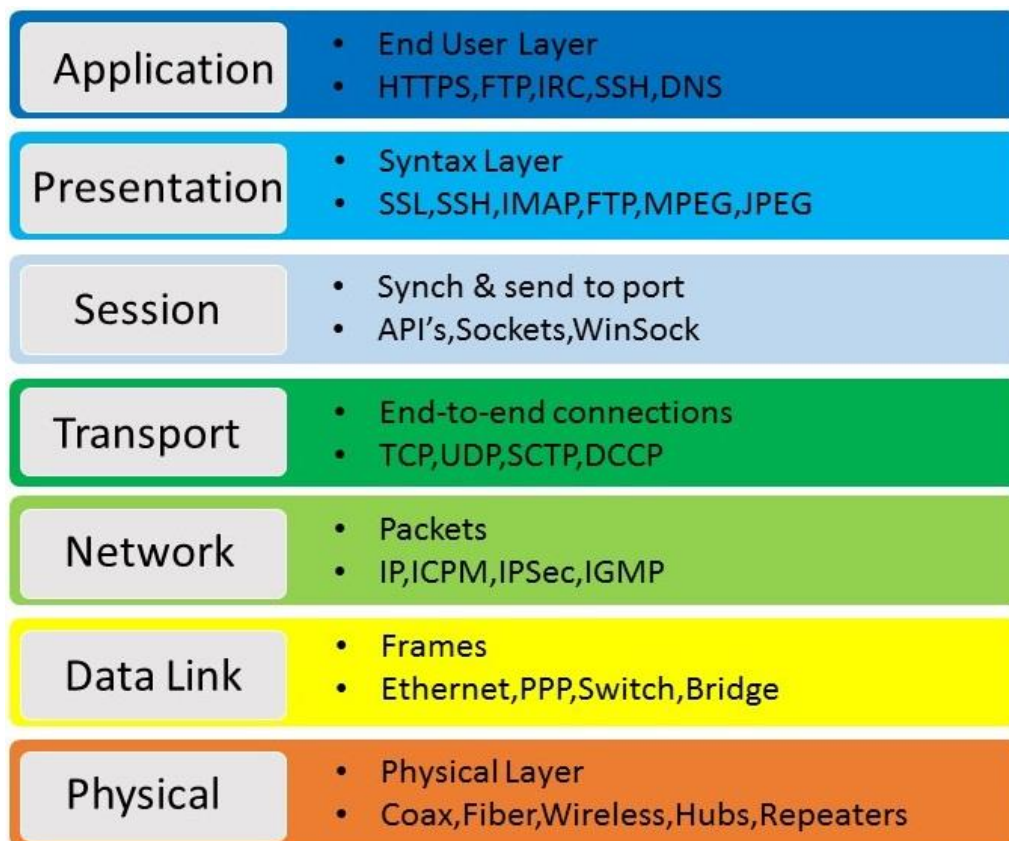 Application
• End User Layer
• HTTPS,FTP,IRC,SSH,DNS
Presentation
• Syntax Layer
• SSL,SSH,IMAP,FTP,MPEG,JPEG
Session
• Synch & send to port
• API's,Sockets,WinSock
Transport
• End-to-end connections
• TCP,UDP,SCTP,DCCP
Network
• Packets
• IP,ICPM,IPSec,IGMP
Data Link
• Frames
• Ethernet,PPP,Switch,Bridge
Physical
• Physical Layer
• Coax,Fiber,Wireless,Hubs,Repeaters